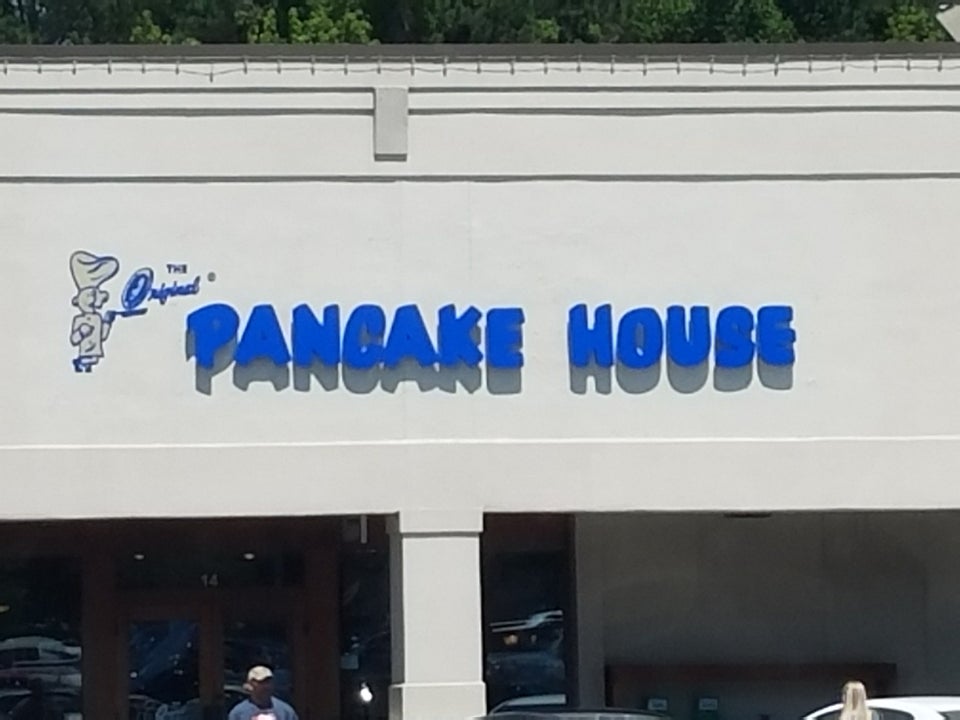 THE
Original ®
PANCAKE HOUSE
14